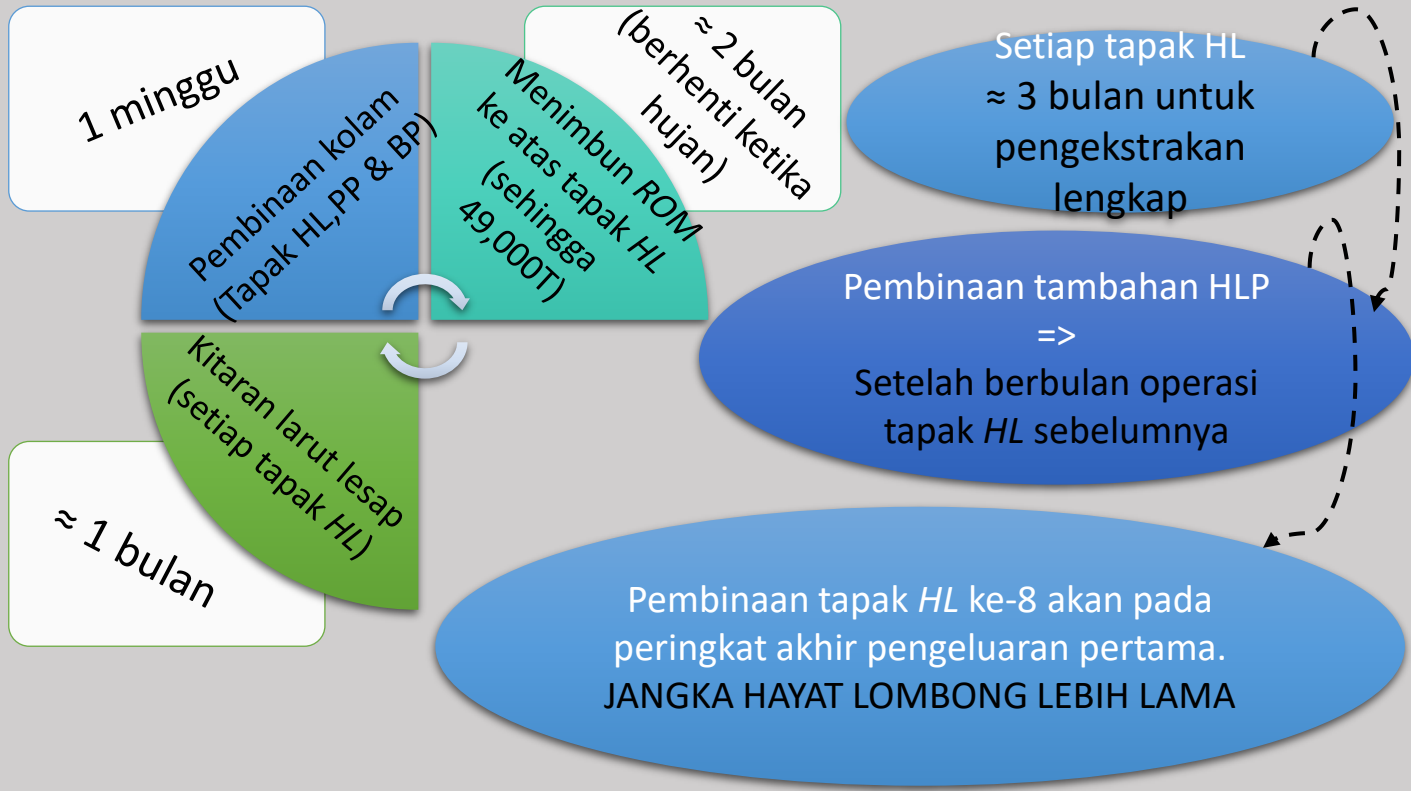 1 minggu
Pembinaan kolam
(Tapak HL,PP & BP)
≈ 2 bulan
(berhenti ketika
hujan)
Menimbun ROM
ke atas tapak HL
(sehingga
49,000T)
Kitaran larut lesap
(setiap tapak HL)
≈ 1 bulan
Setiap tapak HL
≈ 3 bulan untuk
pengekstrakan
lengkap
Pembinaan tambahan HLP
=>
Setelah berbulan operasi
tapak HL sebelumnya
Pembinaan tapak HL ke-8 akan pada
peringkat akhir pengeluaran pertama.
JANGKA HAYAT LOMBONG LEBIH LAMA